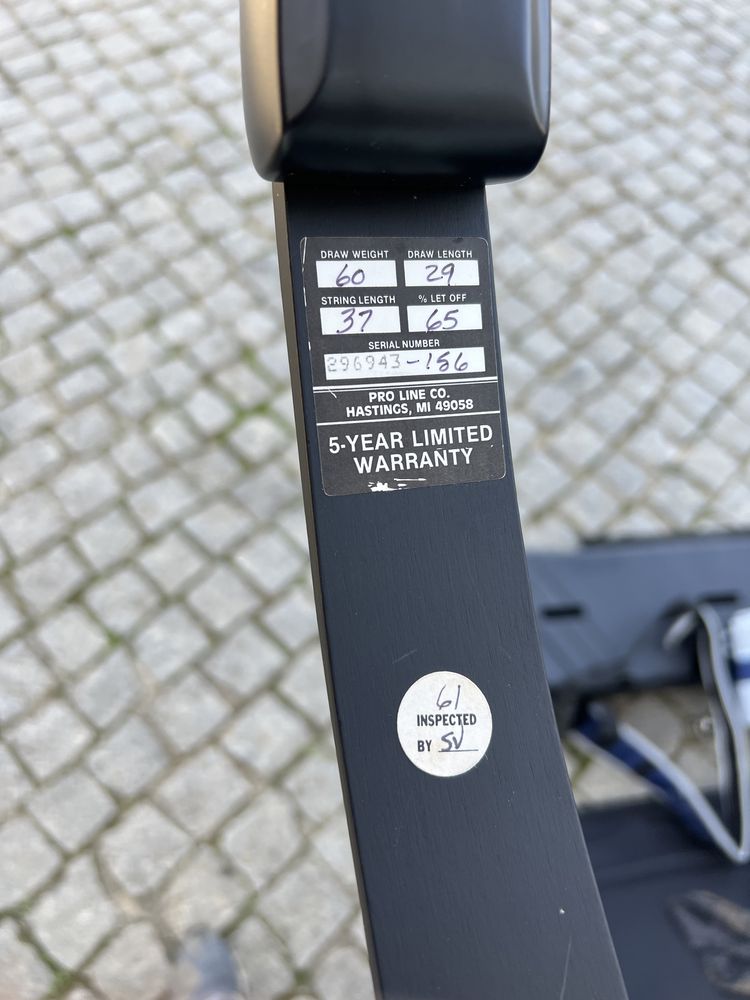 DRAW WEIGHT DRAW LENGTH
60 29
STRING LENGTH % LET OFF
37 65
SERIAL NUMBER
296943-156
PRO LINE CO.
HASTINGS, MI 49058
5-YEAR LIMITED
WARRANTY
61
INSPECTED
BY SV